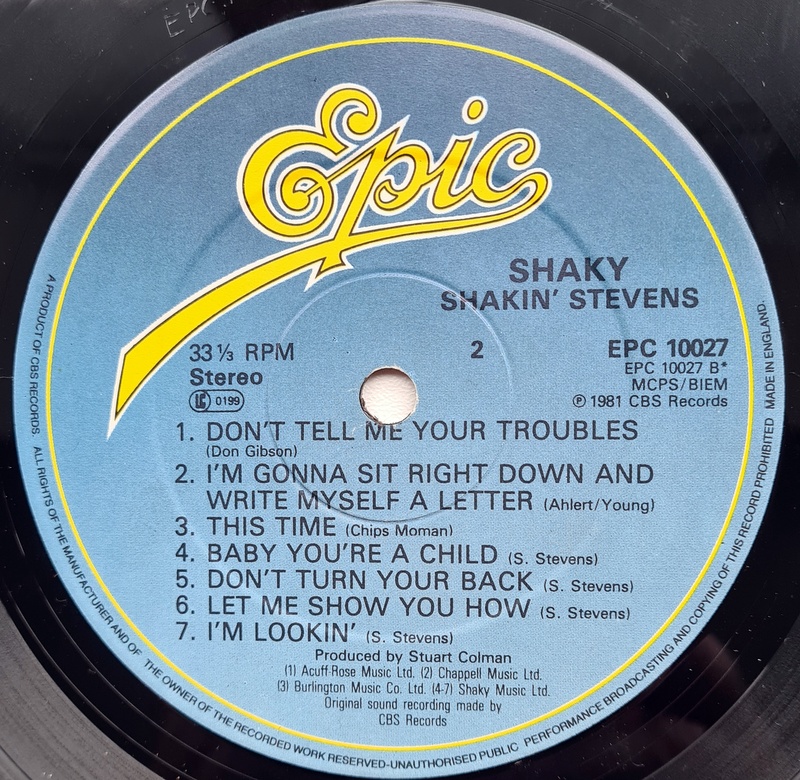 EPC
Epic
SHAKY
SHAKIN' STEVENS
33⅓ RPM
2
EPC 10027
Stereo
EPC 10027 B*
MCPS/BIEM
LC 0199
℗ 1981 CBS Records
1. DON'T TELL ME YOUR TROUBLES
(Don Gibson)
2. I'M GONNA SIT RIGHT DOWN AND
WRITE MYSELF A LETTER (Ahlert/Young)
3. THIS TIME (Chips Moman)
4. BABY YOU'RE A CHILD (S. Stevens)
5. DON'T TURN YOUR BACK (S. Stevens)
6. LET ME SHOW YOU HOW (S. Stevens)
7. I'M LOOKIN' (S. Stevens)
Produced by Stuart Colman
(1) Acuff-Rose Music Ltd. (2) Chappell Music Ltd.
(3) Burlington Music Co. Ltd. (4-7) Shaky Music Ltd.
Original sound recording made by
CBS Records
A PRODUCT OF CBS RECORDS. ALL RIGHTS OF THE MANUFACTURER AND OF THE OWNER OF THE RECORDED WORK RESERVED-UNAUTHORISED PUBLIC PERFORMANCE BROADCASTING AND COPYING OF THIS RECORD PROHIBITED MADE IN ENGLAND.